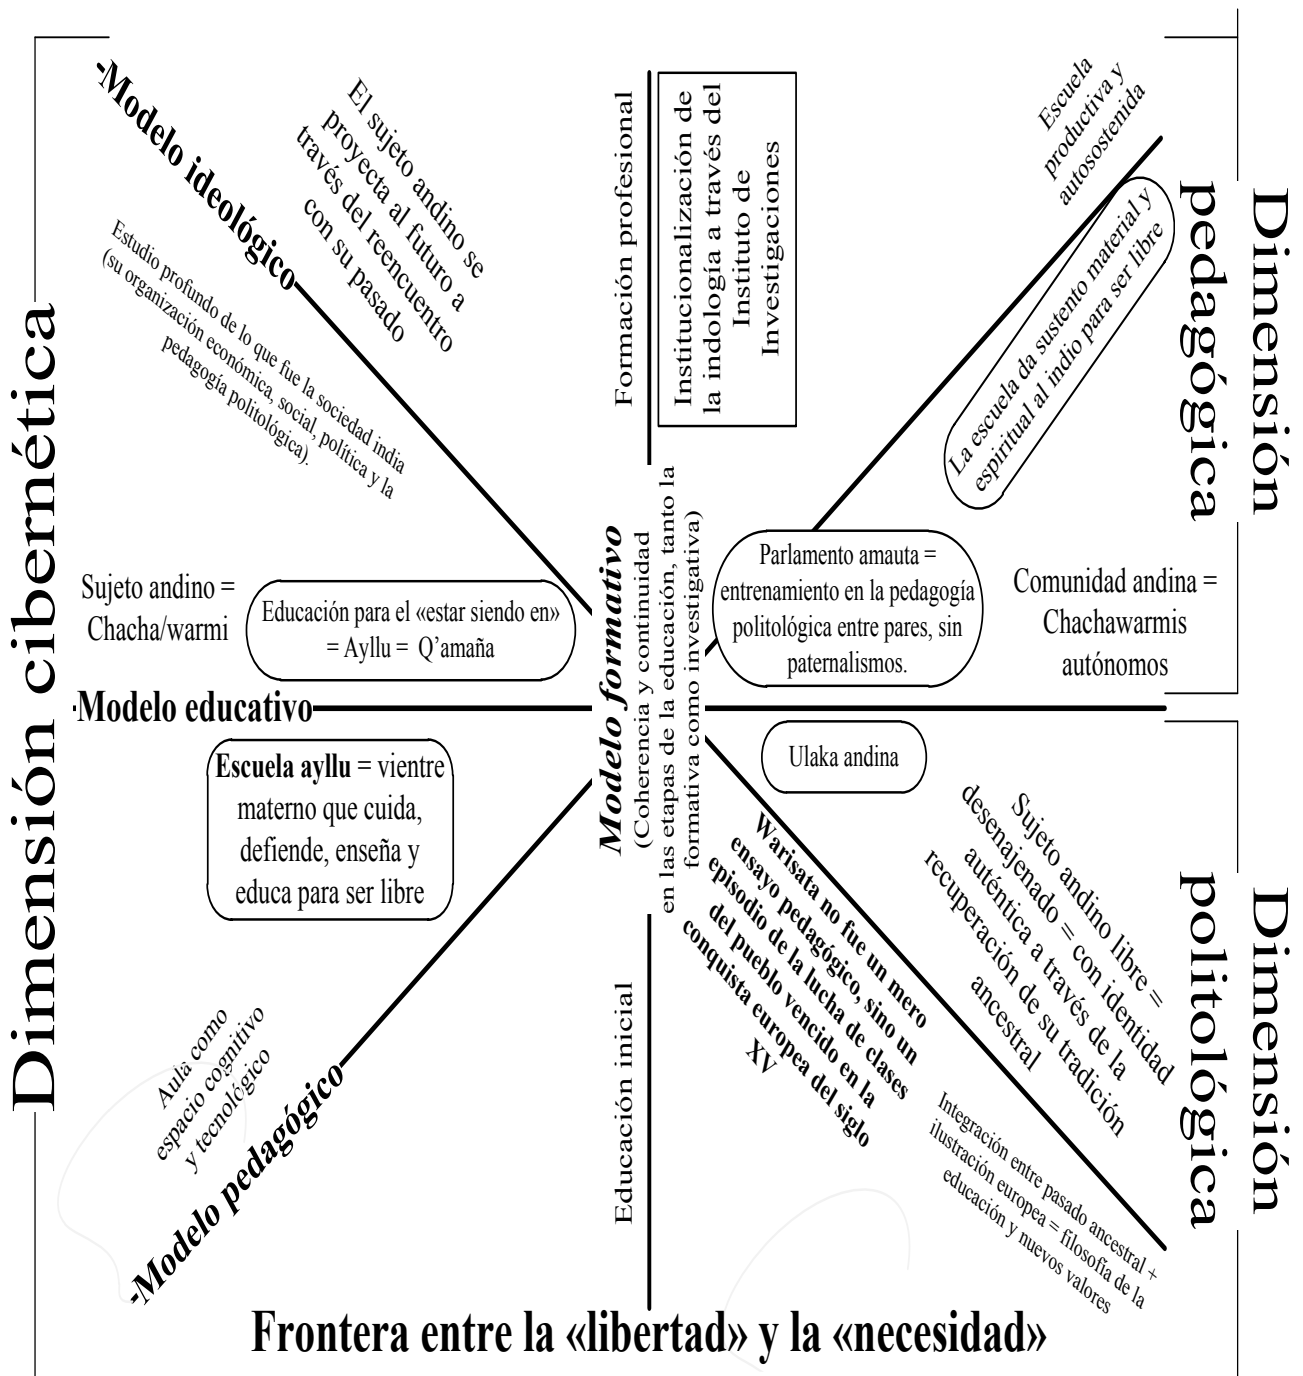 Dimensión cibernética
-Modelo ideológico
El sujeto andino se
proyecta al futuro a
través del reencuentro
con su pasado
Estudio profundo de lo que fue la sociedad india
(su organización económica, social, política y la
pedagogía politológica).
Formación profesional
Institucionalización de
la indología a través del
Instituto de
Investigaciones
Escuela
productiva y
autosostenida
La escuela da sustento material y
espiritual al indio para ser libre
Dimensión
pedagógica
Sujeto andino =
Chacha/warmi
Educación para el «estar siendo en»
= Ayllu = Q’amaña
Modelo formativo
(Coherencia y continuidad
en las etapas de la educación, tanto la
formativa como investigativa)
Parlamento amauta =
entrenamiento en la pedagogía
politológica entre pares, sin
paternalismos.
Comunidad andina =
Chachawarmis
autónomos
-Modelo educativo
Escuela ayllu = vientre
materno que cuida,
defiende, enseña y
educa para ser libre
Ulaka andina
Warisata no fue un mero
ensayo pedagógico, sino un
episodio de la lucha de clases
del pueblo vencido en la
conquista europea del siglo
XV
Sujeto andino libre =
desenajenado = con identidad
auténtica a través de la
recuperación de su tradición
ancestral
Dimensión
politológica
Aula como
espacio cognitivo
y tecnológico
-Modelo pedagógico
Educación inicial
Integración entre pasado ancestral +
ilustración europea = filosofía de la
educación y nuevos valores
Frontera entre la «libertad» y la «necesidad»